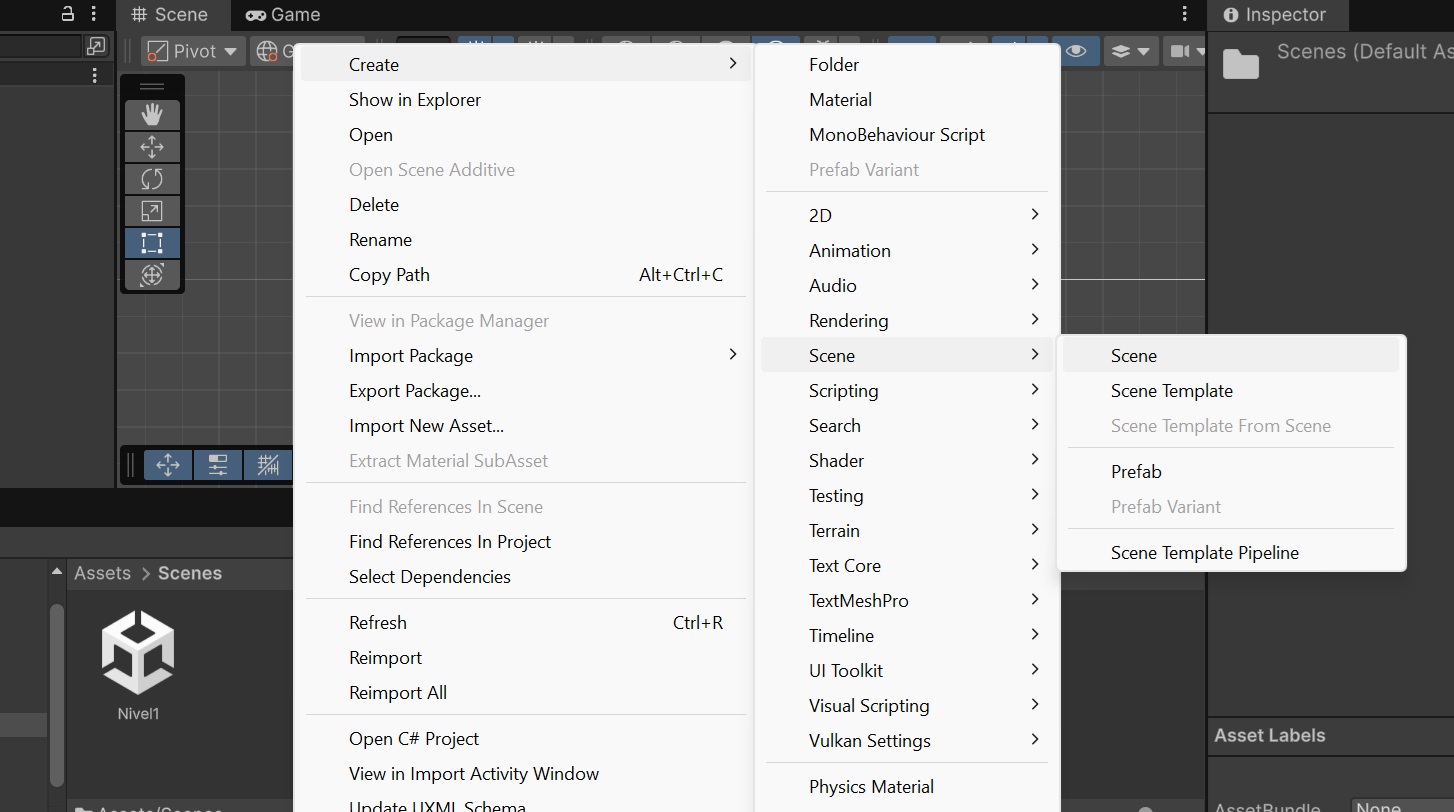 Scene
Game
Inspector
Pivot
G
Scenes (Default As
Create
Show in Explorer
Open
Open Scene Additive
Delete
Rename
Copy Path Alt+Ctrl+C
View in Package Manager
Import Package
Export Package...
Import New Asset...
Extract Material SubAsset
Find References In Scene
Find References In Project
Select Dependencies
Refresh Ctrl+R
Reimport
Reimport All
Open C# Project
View in Import Activity Window
Update UXML Schema
Folder
Material
MonoBehaviour Script
Prefab Variant
2D
Animation
Audio
Rendering
Scene
Scripting
Search
Shader
Testing
Terrain
Text Core
TextMeshPro
Timeline
UI Toolkit
Visual Scripting
Vulkan Settings
Physics Material
Scene
Scene Template
Scene Template From Scene
Prefab
Prefab Variant
Scene Template Pipeline
Assets > Scenes
Nivel1
Assets/Scenes
Asset Labels
AssetBundle None